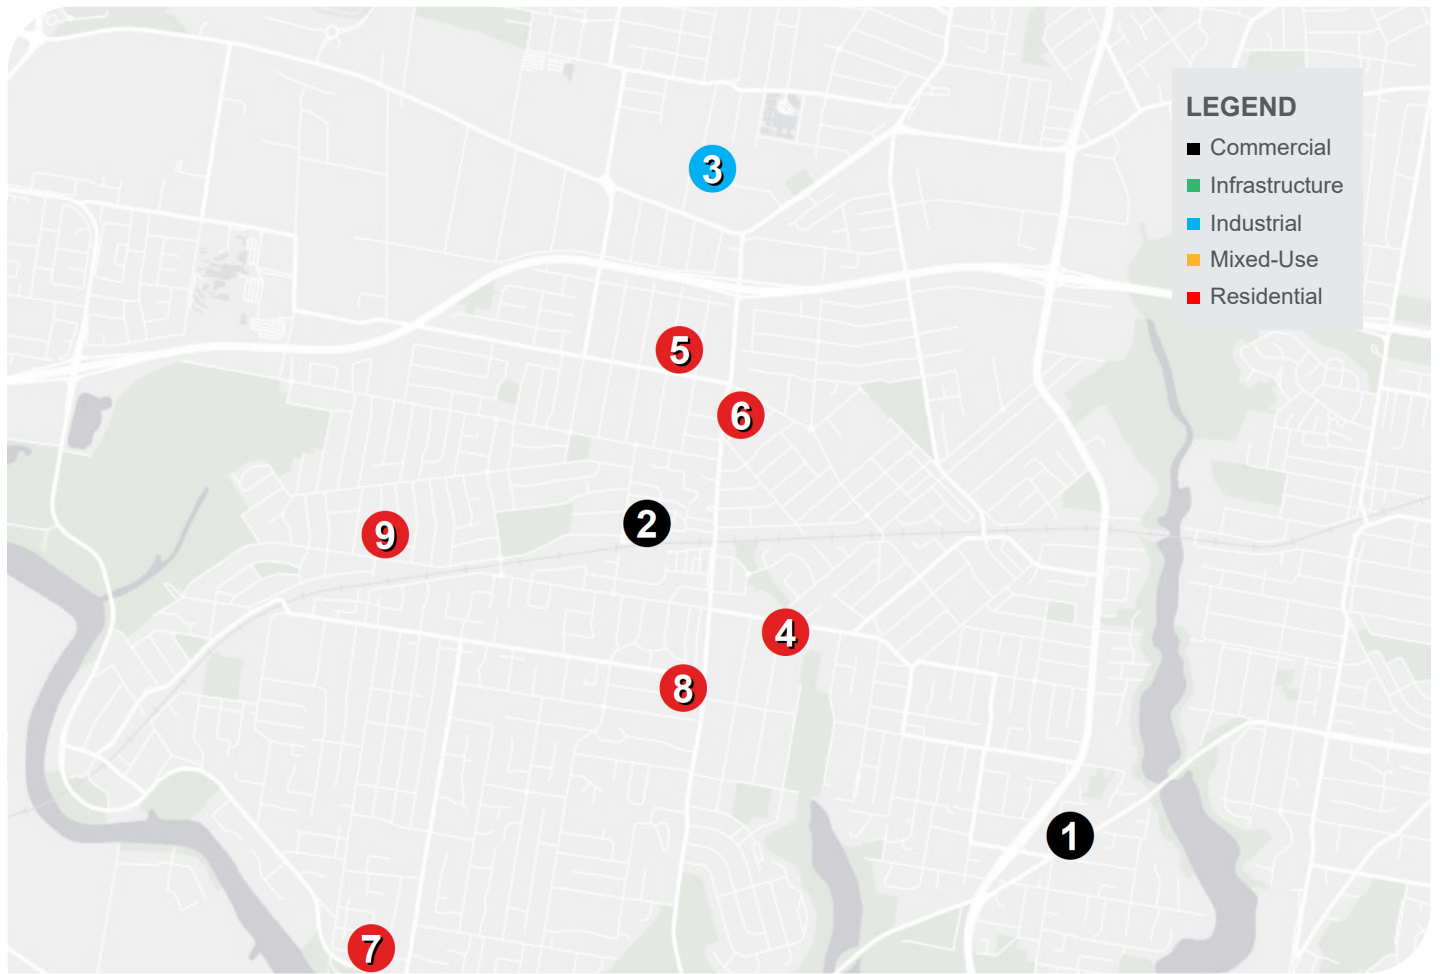 LEGEND
Commercial
Infrastructure
Industrial
Mixed-Use
Residential
3
5
6
2
9
4
8
1
7